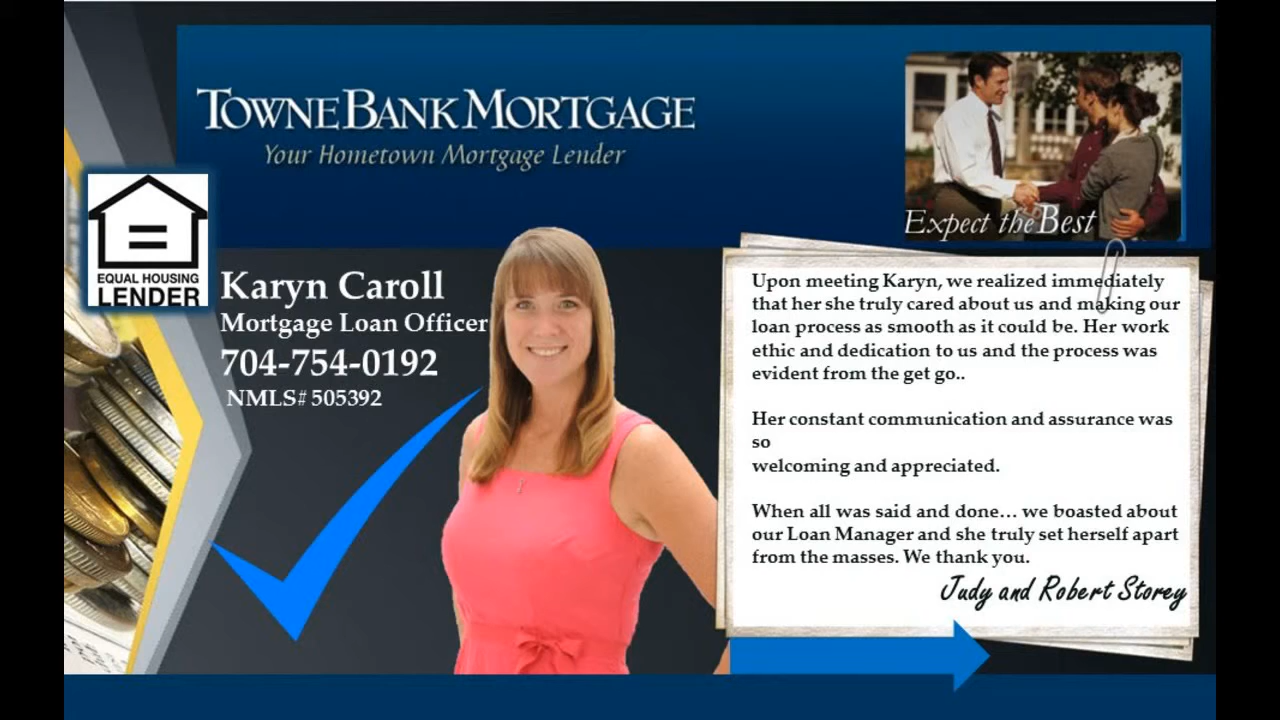 TOWNEBANK MORTGAGE
Your Hometown Mortgage Lender
Expect the Best
EQUAL HOUSING
LENDER
Karyn Caroll
Mortgage Loan Officer
704-754-0192
NMLS# 505392
Upon meeting Karyn, we realized immediately
that her she truly cared about us and making our
loan process as smooth as it could be. Her work
ethic and dedication to us and the process was
evident from the get go..
Her constant communication and assurance was
so
welcoming and appreciated.
When all was said and done… we boasted about
our Loan Manager and she truly set herself apart
from the masses. We thank you.
Judy and Robert Storey